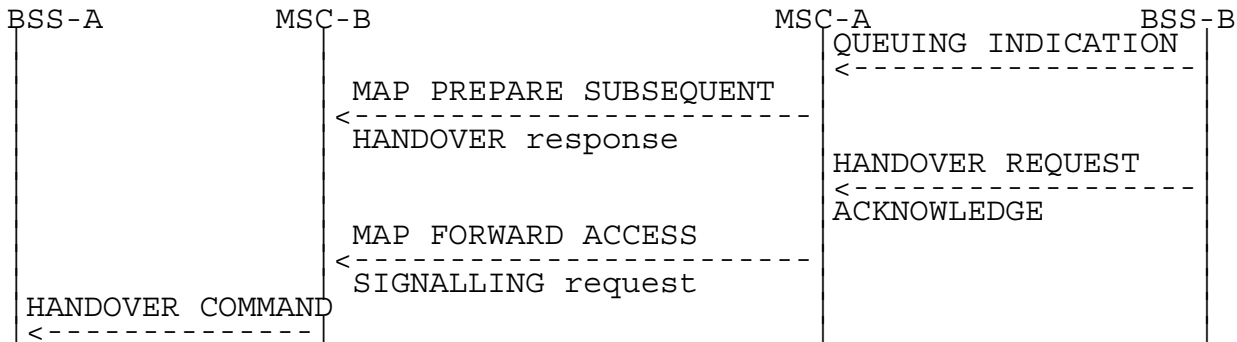 BSS-A MSC-B MSC-A BSS-B
QUEUING INDICATION
MAP PREPARE SUBSEQUENT
HANDOVER response
HANDOVER REQUEST
ACKNOWLEDGE
MAP FORWARD ACCESS
SIGNALLING request
HANDOVER COMMAND